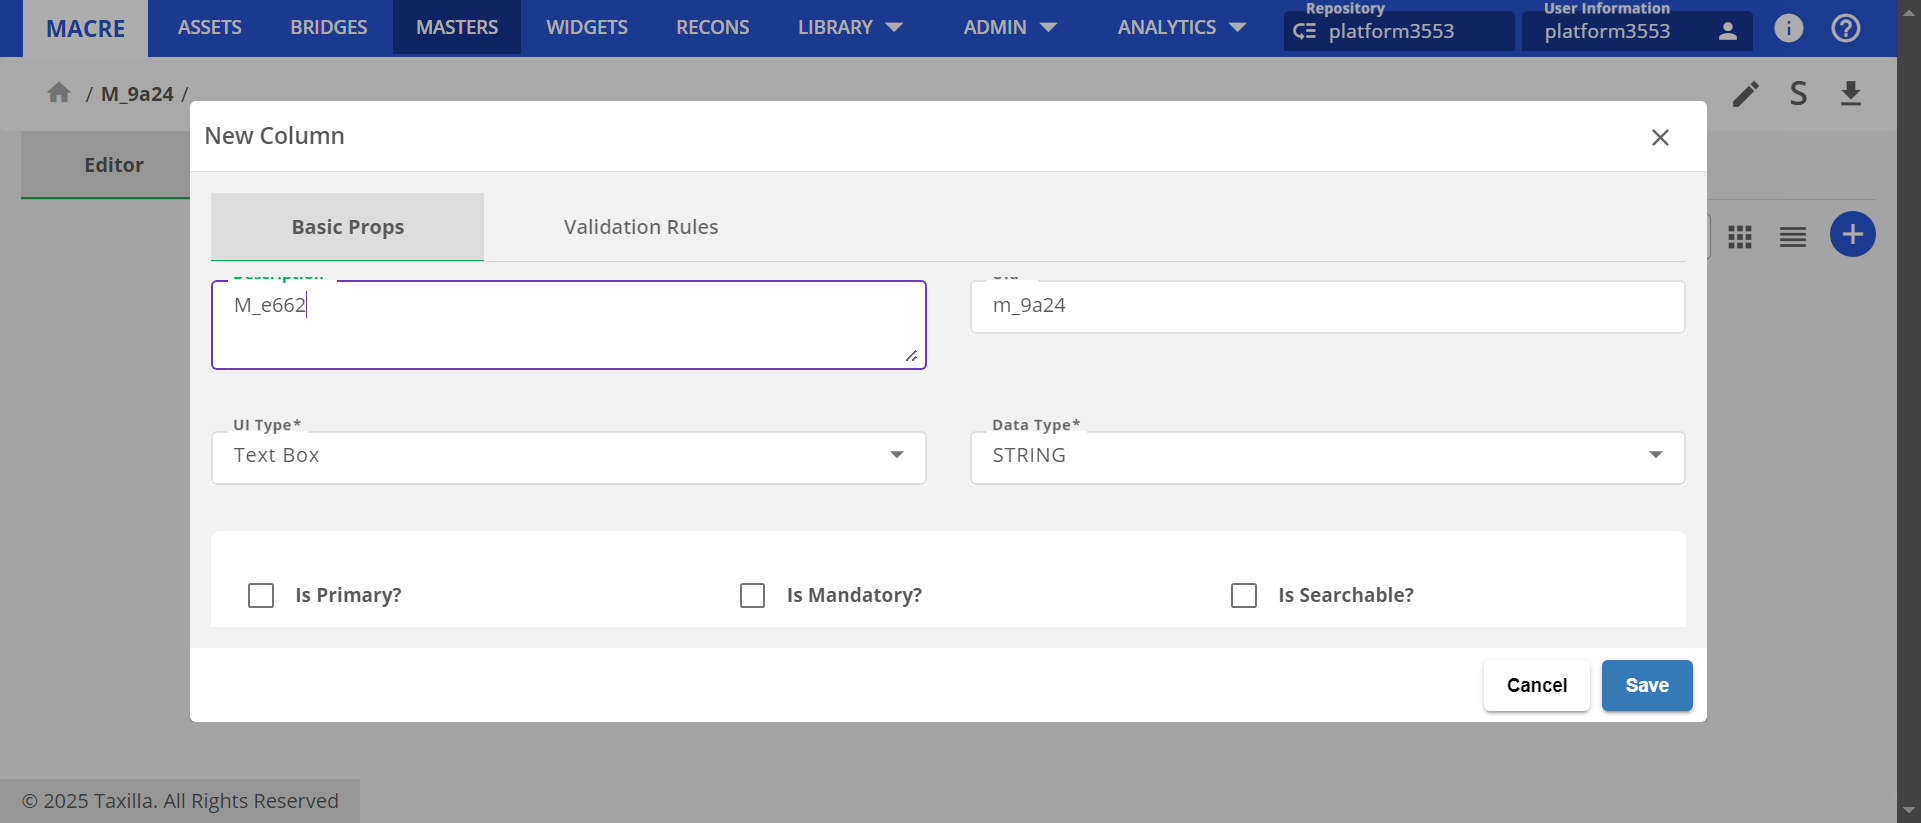 MACRE ASSETS BRIDGES MASTERS WIDGETS RECONS LIBRARY ADMIN ANALYTICS
Repository
platform3553
User Information
platform3553
/ M_9a24 /
S
Editor
New Column
Basic Props Validation Rules
Description
M_e662
m_9a24
UI Type*
Text Box
Data Type*
STRING
Is Primary? Is Mandatory? Is Searchable?
Cancel Save
© 2025 Taxilla. All Rights Reserved